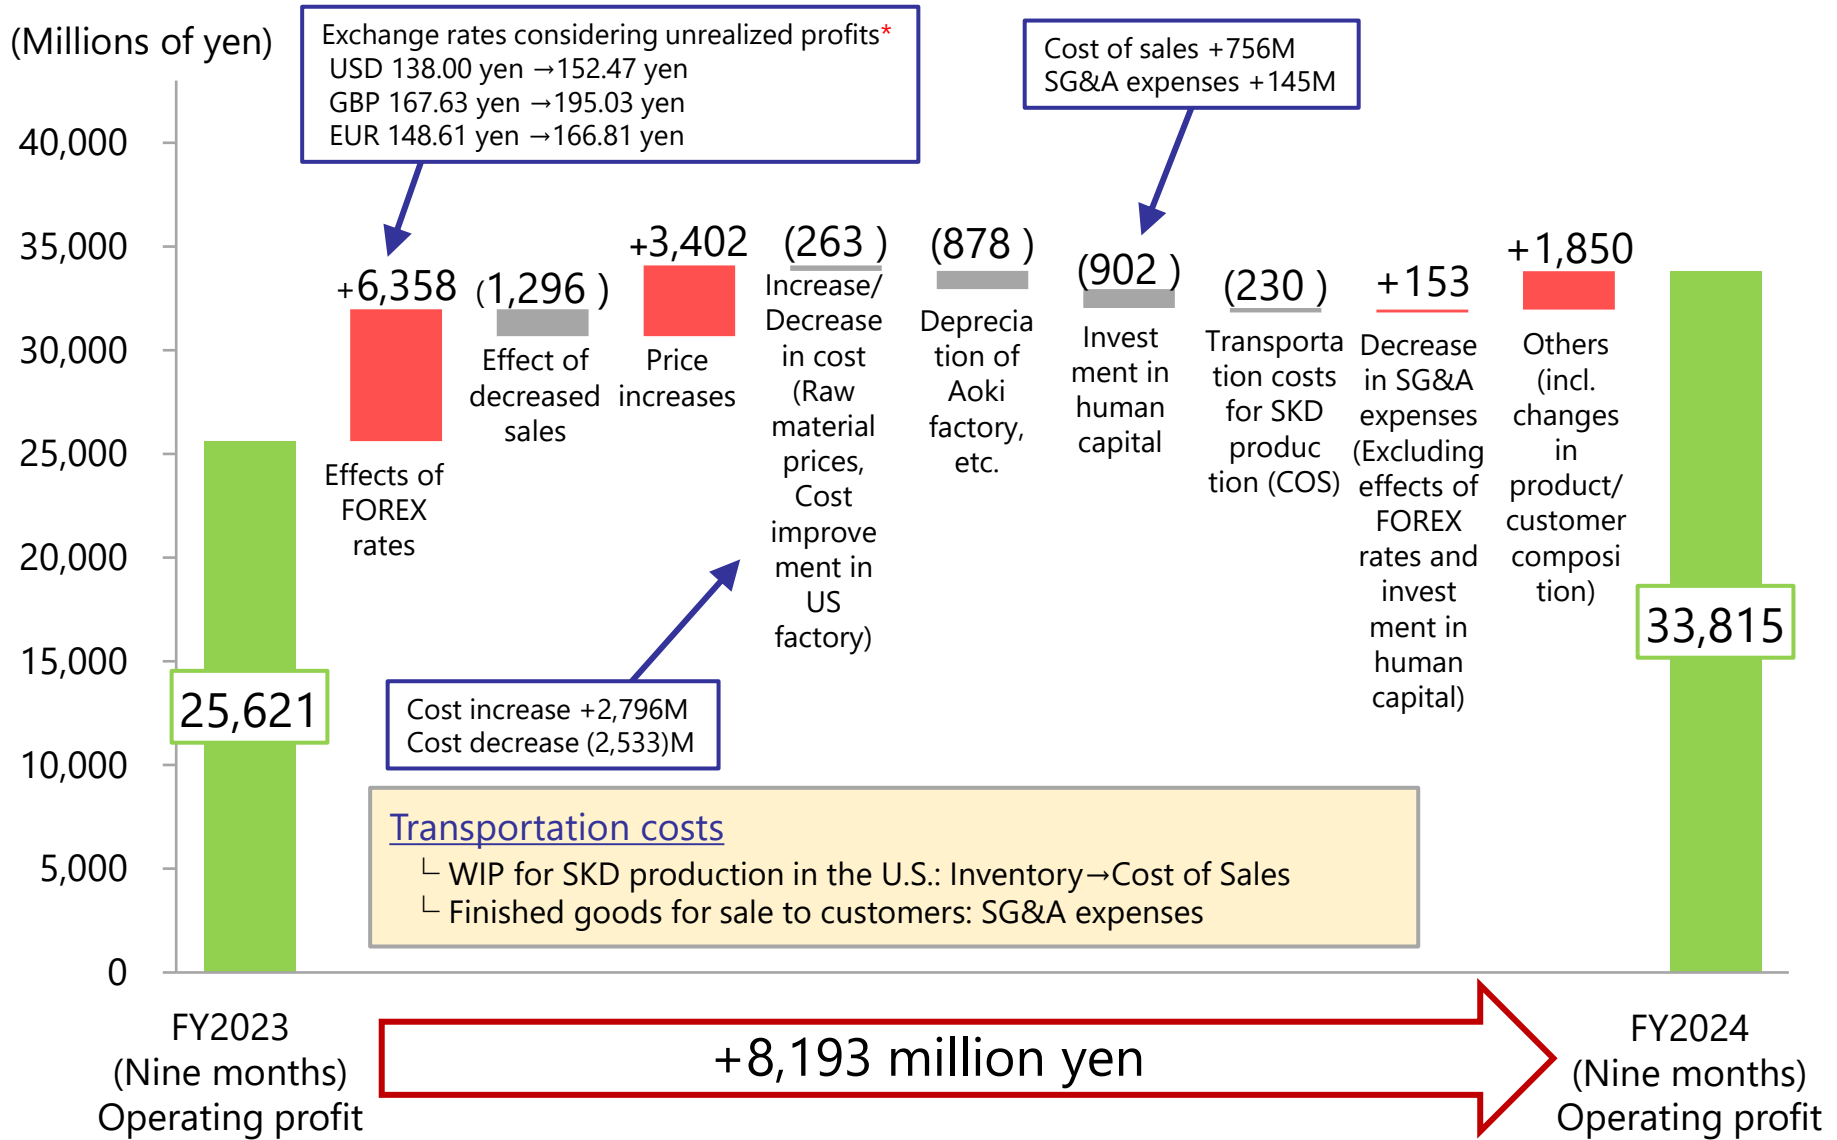 (Millions of yen)
Exchange rates considering unrealized profits*
USD 138.00 yen →152.47 yen
GBP 167.63 yen →195.03 yen
EUR 148.61 yen →166.81 yen
Cost of sales +756M
SG&A expenses +145M
40,000
35,000
30,000
25,000
20,000
15,000
10,000
5,000
0
25,621
+6,358
Effects of
FOREX
rates
(1,296 )
Effect of
decreased
sales
+3,402
Price
increases
(263 )
Increase/
Decrease
in cost
(Raw
material
prices,
Cost
improve
ment in
US
factory)
(878 )
Deprecia
tion of
Aoki
factory,
etc.
(902 )
Invest
ment in
human
capital
(230 )
Transporta
tion costs
for SKD
produc
tion (COS)
+153
Decrease
in SG&A
expenses
(Excluding
effects of
FOREX
rates and
invest
ment in
human
capital)
+1,850
Others
(incl.
changes
in
product/
customer
composi
tion)
33,815
Cost increase +2,796M
Cost decrease (2,533)M
Transportation costs
└ WIP for SKD production in the U.S.: Inventory→Cost of Sales
└ Finished goods for sale to customers: SG&A expenses
FY2023
(Nine months)
Operating profit
+8,193 million yen
FY2024
(Nine months)
Operating profit